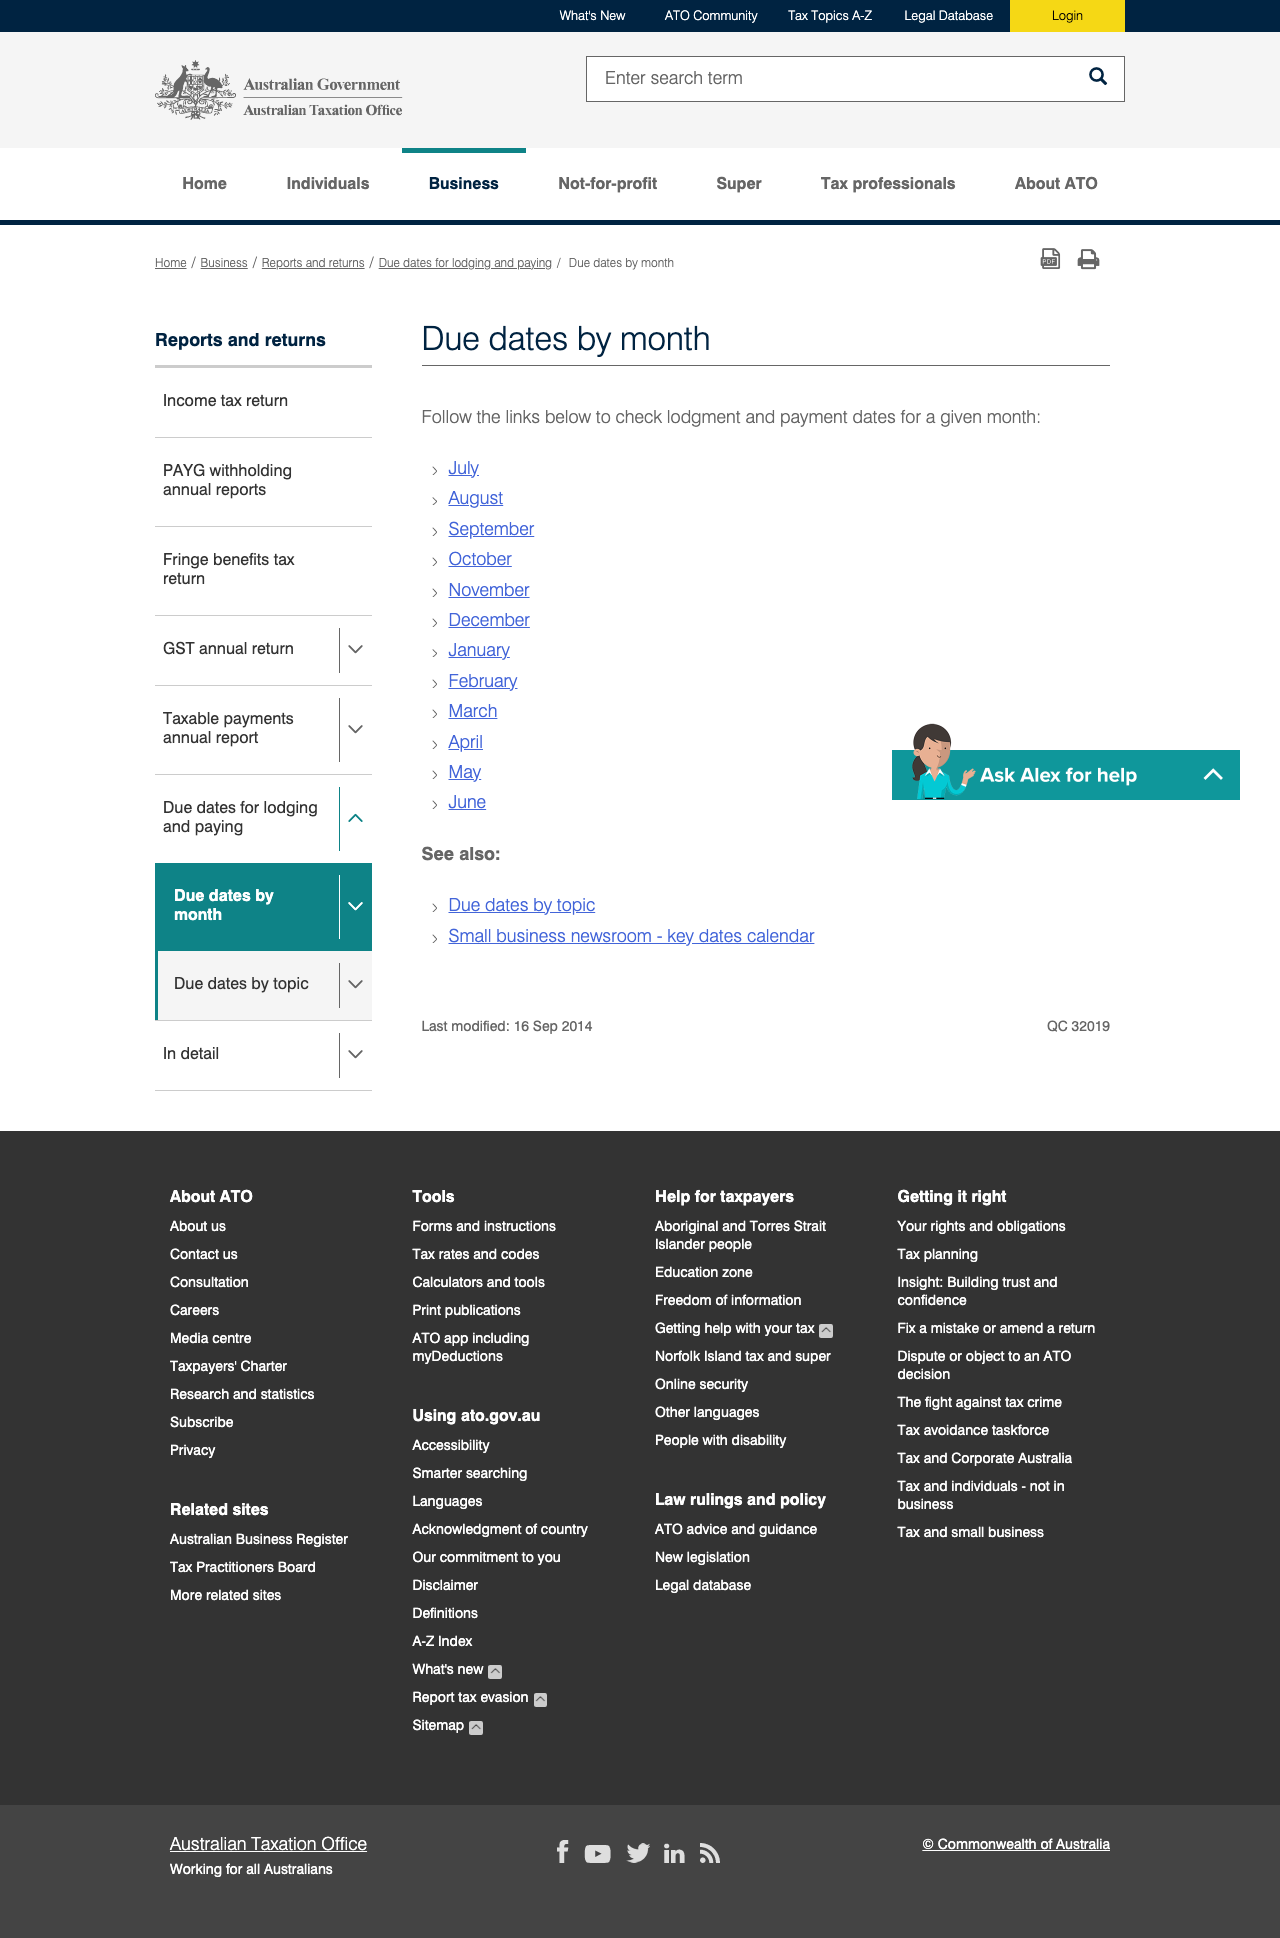 What's New
ATO Community
Tax Topics A-Z
Legal Database
Login
Australian Government
Australian Taxation Office
Enter search term
Home
Individuals
Business
Not-for-profit
Super
Tax professionals
About ATO
Home / Business / Reports and returns / Due dates for lodging and paying / Due dates by month
PDF
Reports and returns
Income tax return
PAYG withholding
annual reports
Fringe benefits tax
return
GST annual return
Taxable payments
annual report
Due dates for lodging
and paying
Due dates by
month
Due dates by topic
In detail
Due dates by month
Follow the links below to check lodgment and payment dates for a given month:
July
August
September
October
November
December
January
February
March
April
May
June
See also:
Due dates by topic
Small business newsroom - key dates calendar
Last modified: 16 Sep 2014
QC 32019
Ask Alex for help
About ATO
About us
Contact us
Consultation
Careers
Media centre
Taxpayers' Charter
Research and statistics
Subscribe
Privacy
Related sites
Australian Business Register
Tax Practitioners Board
More related sites
Tools
Forms and instructions
Tax rates and codes
Calculators and tools
Print publications
ATO app including
myDeductions
Using ato.gov.au
Accessibility
Smarter searching
Languages
Acknowledgment of country
Our commitment to you
Disclaimer
Definitions
A-Z Index
What's new
Report tax evasion
Sitemap
Help for taxpayers
Aboriginal and Torres Strait
Islander people
Education zone
Freedom of information
Getting help with your tax
Norfolk Island tax and super
Online security
Other languages
People with disability
Law rulings and policy
ATO advice and guidance
New legislation
Legal database
Getting it right
Your rights and obligations
Tax planning
Insight: Building trust and
confidence
Fix a mistake or amend a return
Dispute or object to an ATO
decision
The fight against tax crime
Tax avoidance taskforce
Tax and Corporate Australia
Tax and individuals - not in
business
Tax and small business
Australian Taxation Office
Working for all Australians
© Commonwealth of Australia